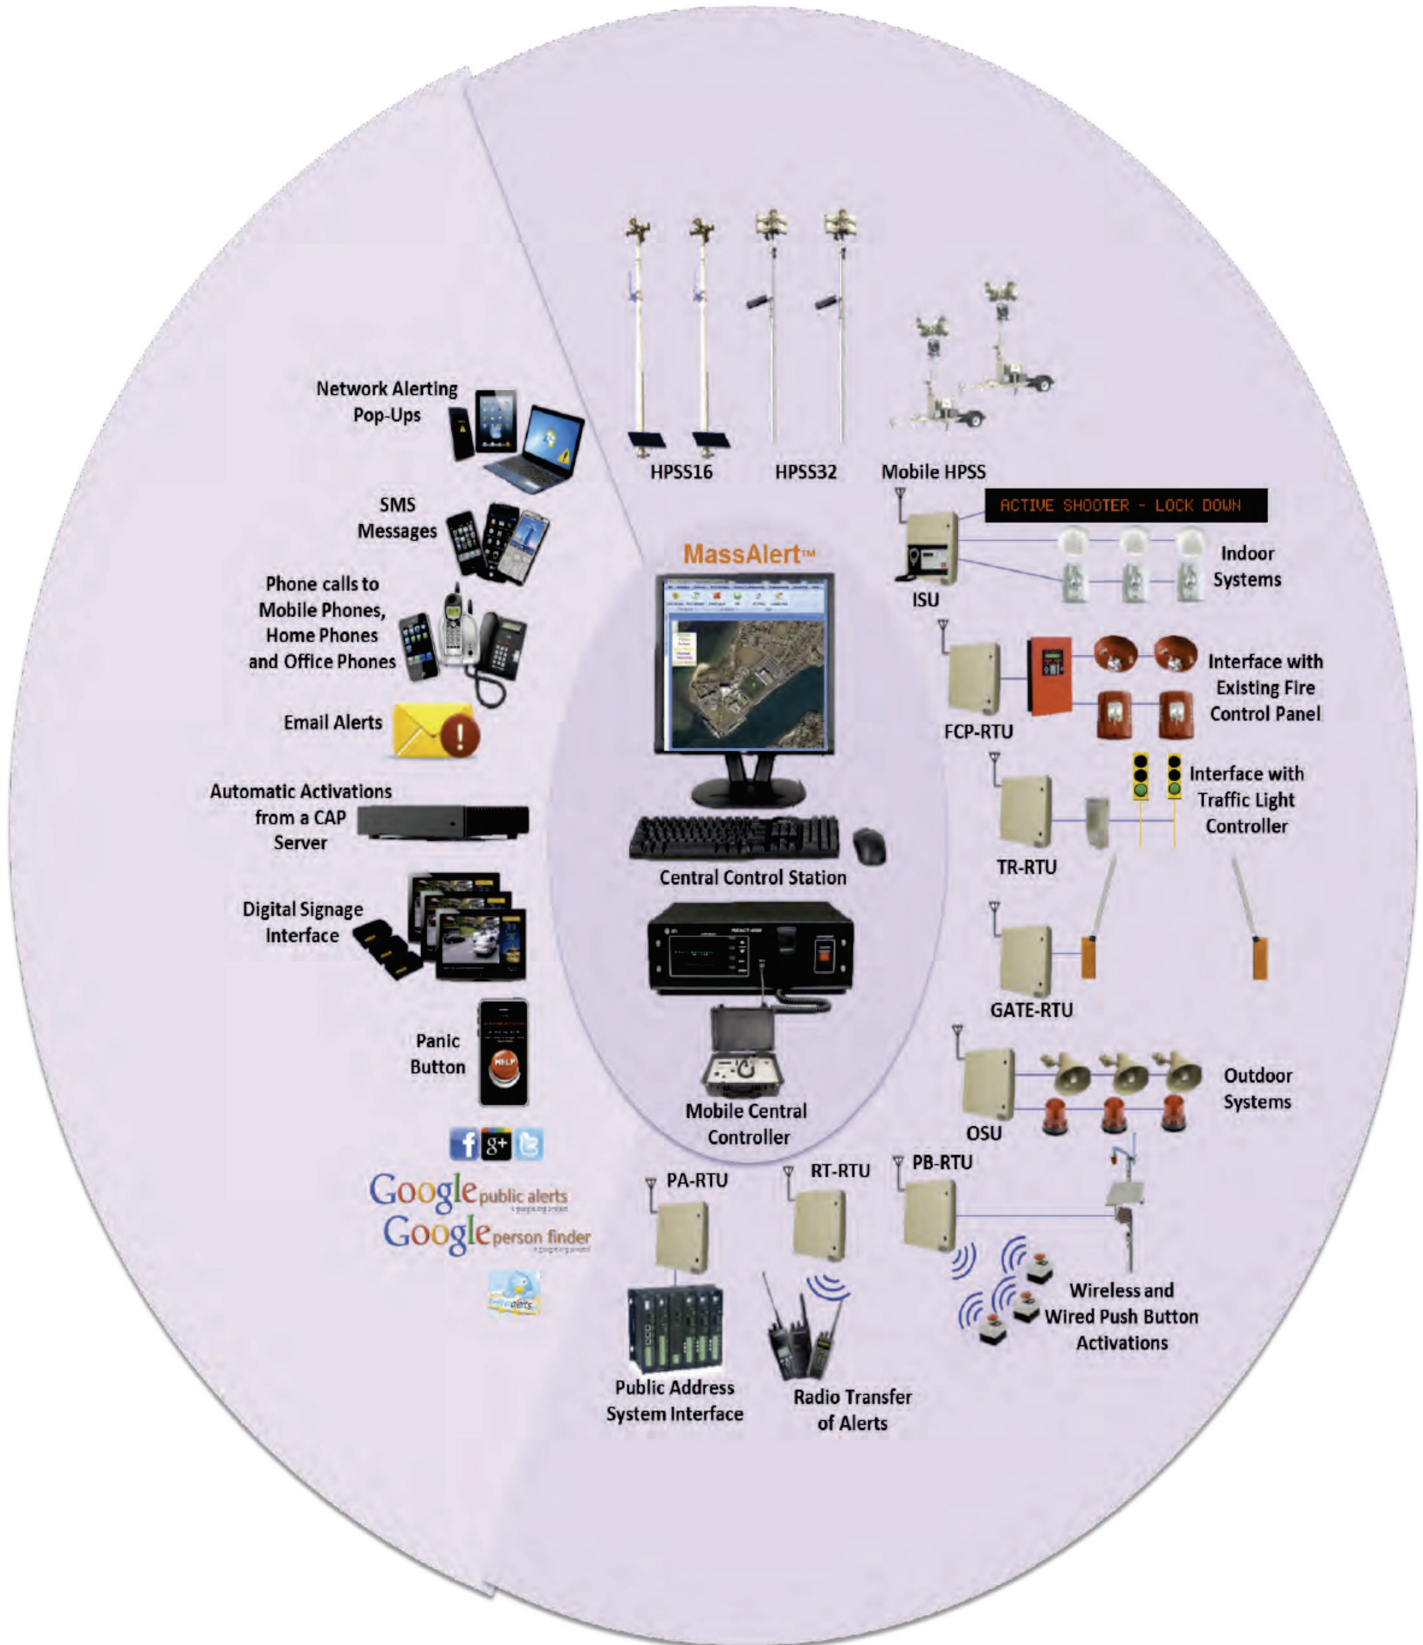 HPSS16
HPSS32
Mobile HPSS
Network Alerting
Pop-Ups
SMS
Messages
Phone calls to
Mobile Phones,
Home Phones
and Office Phones
Email Alerts
Automatic Activations
from a CAP
Server
Digital Signage
Interface
Panic
Button
HELP
f g+
Google public alerts
Google person finder
MassAlert™
Central Control Station
REACT-4000
Mobile Central
Controller
ACTIVE SHOOTER - LOCK DOWN
Indoor
Systems
ISU
Interface with
Existing Fire
Control Panel
FCP-RTU
Interface with
Traffic Light
Controller
TR-RTU
GATE-RTU
Outdoor
Systems
OSU
PA-RTU
RT-RTU
PB-RTU
Public Address
System Interface
Radio Transfer
of Alerts
Wireless and
Wired Push Button
Activations